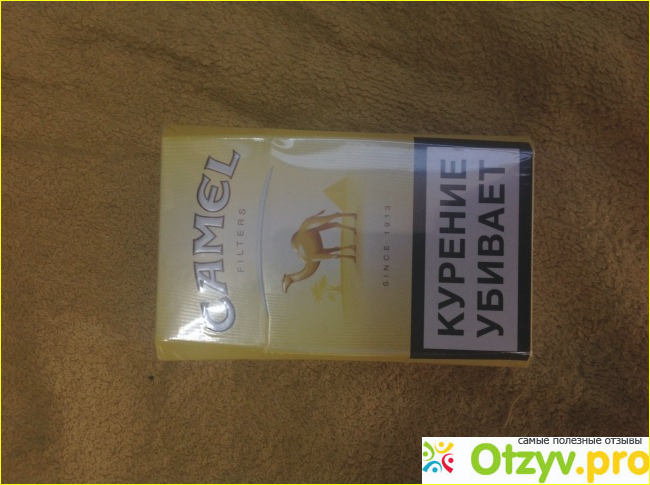 CAMEL
FILTERS
SINCE 1913
КУРЕНИЕ
УБИВАЕТ
самые полезные отзывы
Otzyv.pro